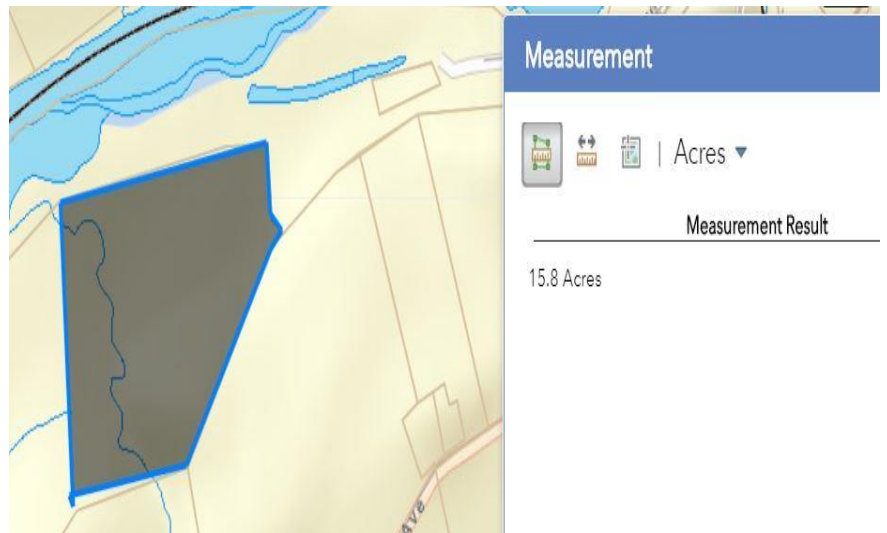 Measurement
| Acres
Measurement Result
15.8 Acres
Ave